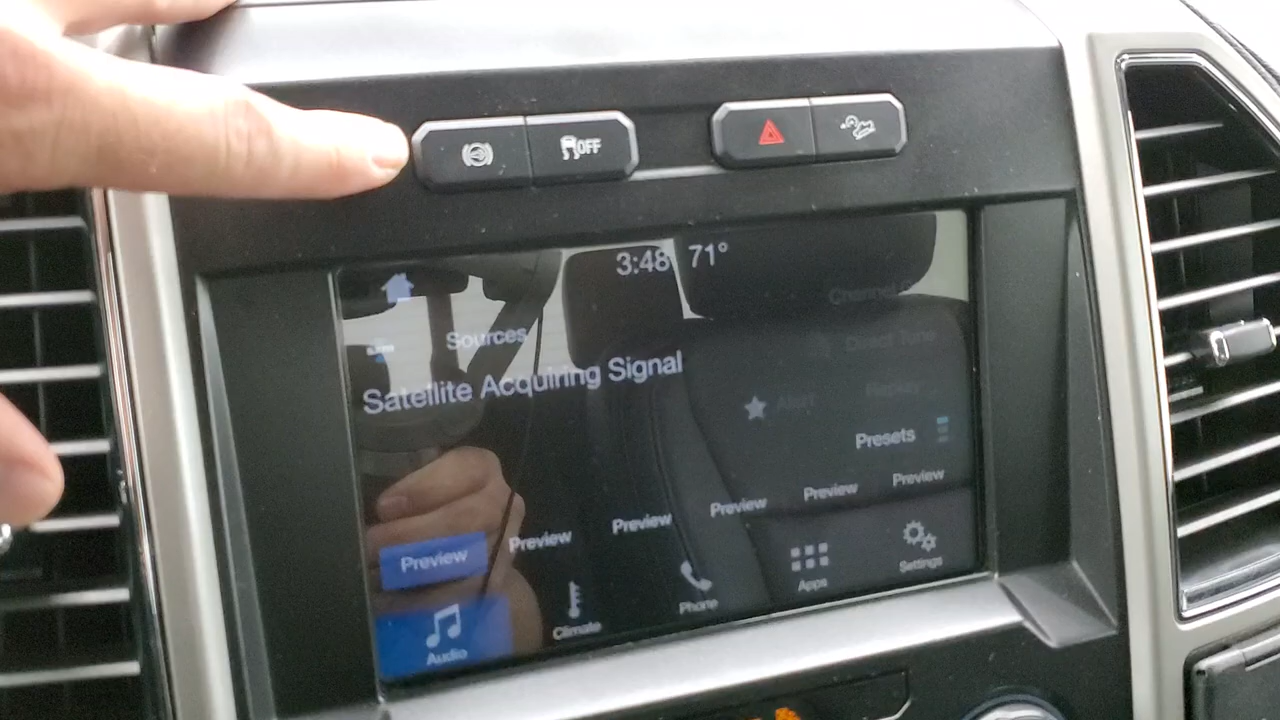 OFF
3:48 71°
Sources
Satellite Acquiring Signal
Presets
Preview
Preview
Preview
Preview
Preview
Preview
Audio
Climate
Phone
Apps
Settings